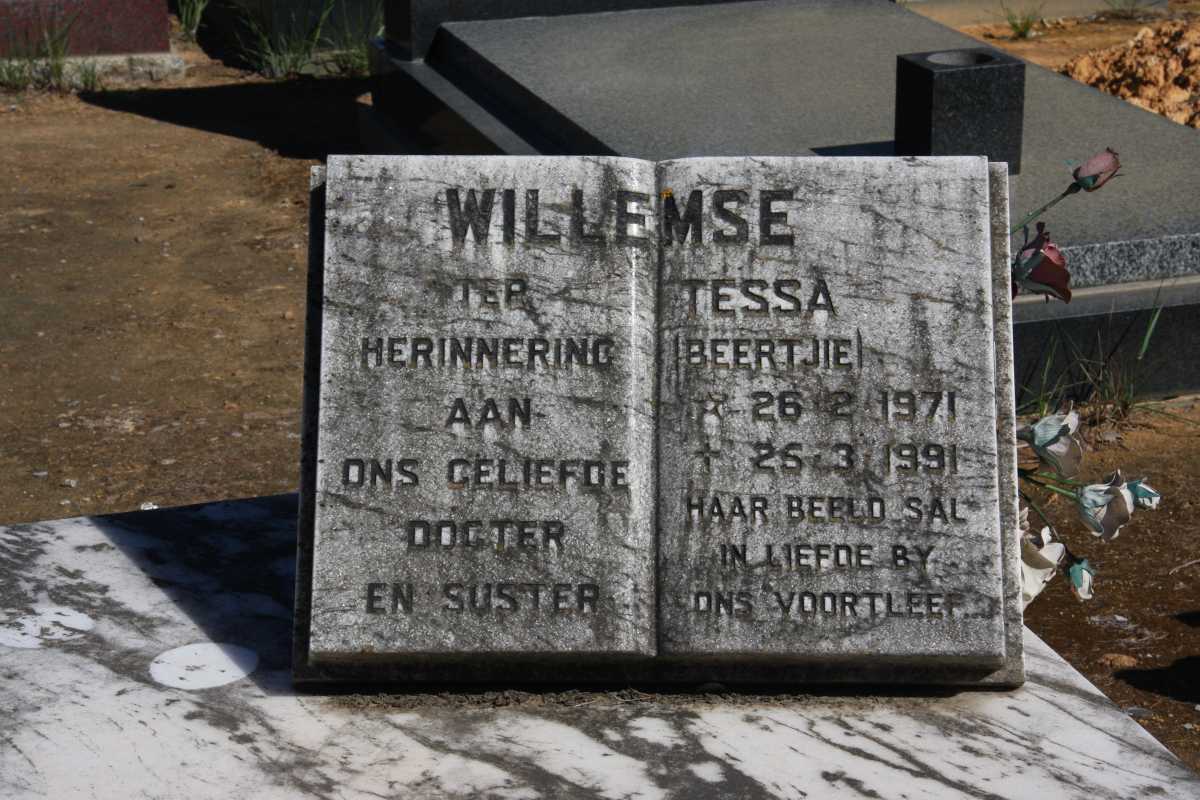 WILLEMSE
TER
HERINNERING
AAN
ONS GELIEFDE
DOGTER
EN SUSTER
TESSA
(BEERTJIE)
☆ 26·2·1971
+ 25·3·1991
HAAR BEELD SAL
IN LIEFDE BY
ONS VOORTLEEF